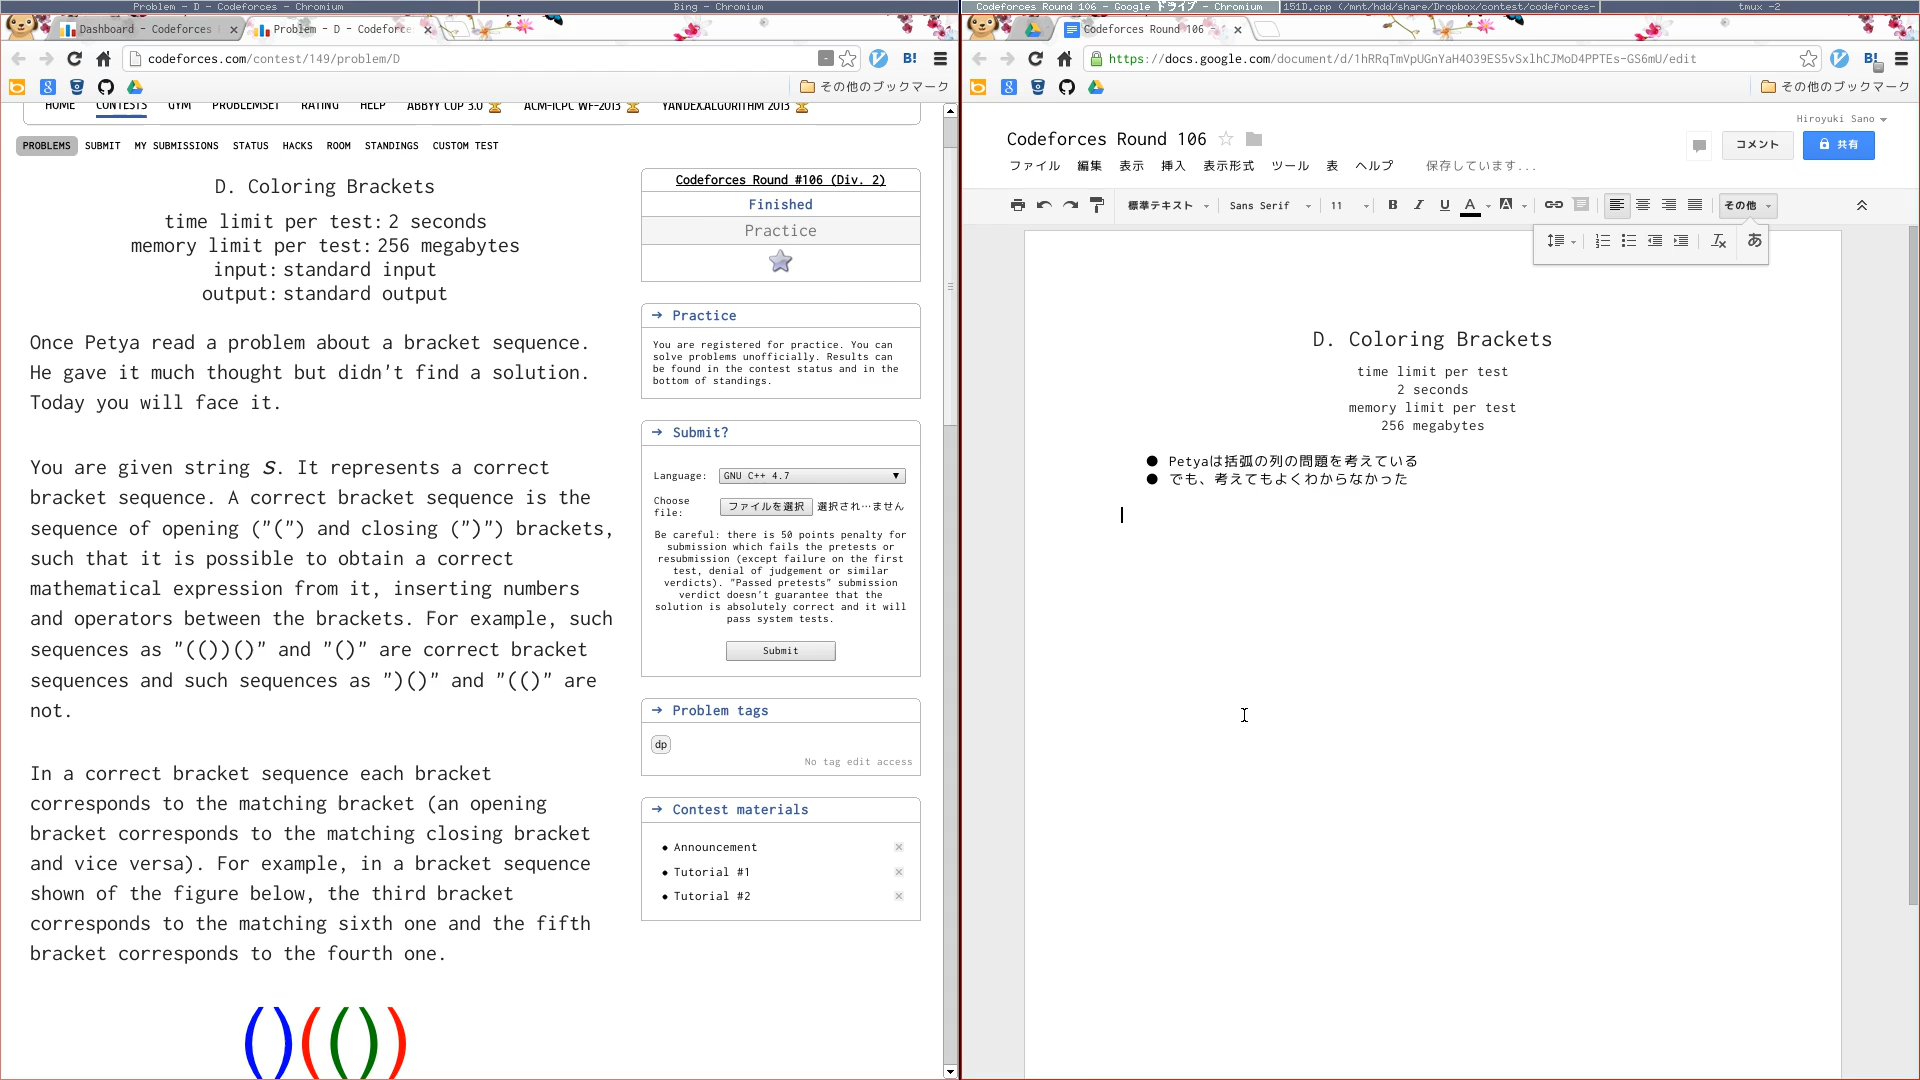 Problem - D - Codeforces - Chromium
Bing - Chromium
Codeforces Round 106 - Google ドライブ - Chromium
151D.cpp (/mnt/hdd/share/Dropbox/contest/codeforces-
tmux -2
Dashboard - Codeforces
Problem - D - Codeforce
codeforces.com/contest/149/problem/D
B!
その他のブックマーク
HOME CONTESTS GYM PROBLEMSET RATING HELP ABBYY CUP 3.0 ACM-ICPC WF-2013 YANDEX.ALGORITHM 2013
PROBLEMS SUBMIT MY SUBMISSIONS STATUS HACKS ROOM STANDINGS CUSTOM TEST
D. Coloring Brackets
time limit per test: 2 seconds
memory limit per test: 256 megabytes
input: standard input
output: standard output
Once Petya read a problem about a bracket sequence.
He gave it much thought but didn't find a solution.
Today you will face it.
You are given string s. It represents a correct
bracket sequence. A correct bracket sequence is the
sequence of opening ("(") and closing (")") brackets,
such that it is possible to obtain a correct
mathematical expression from it, inserting numbers
and operators between the brackets. For example, such
sequences as "(())()" and "()" are correct bracket
sequences and such sequences as ")()" and "(()" are
not.
In a correct bracket sequence each bracket
corresponds to the matching bracket (an opening
bracket corresponds to the matching closing bracket
and vice versa). For example, in a bracket sequence
shown of the figure below, the third bracket
corresponds to the matching sixth one and the fifth
bracket corresponds to the fourth one.
()(())
Codeforces Round #106 (Div. 2)
Finished
Practice
→ Practice
You are registered for practice. You can
solve problems unofficially. Results can
be found in the contest status and in the
bottom of standings.
→ Submit?
Language: GNU C++ 4.7
Choose
file: ファイルを選択 選択され…ません
Be careful: there is 50 points penalty for
submission which fails the pretests or
resubmission (except failure on the first
test, denial of judgement or similar
verdicts). "Passed pretests" submission
verdict doesn't guarantee that the
solution is absolutely correct and it will
pass system tests.
Submit
→ Problem tags
dp
No tag edit access
→ Contest materials
Announcement
Tutorial #1
Tutorial #2
Codeforces Round 106
https://docs.google.com/document/d/1hRRqTmVpUGnYaH4O39ES5vSxlhCJMoD4PPTEs-GS6mU/edit
B!
その他のブックマーク
Hiroyuki Sano
Codeforces Round 106
コメント
共有
ファイル 編集 表示 挿入 表示形式 ツール 表 ヘルプ 保存しています...
標準テキスト Sans Serif 11 B I U A A その他
あ
D. Coloring Brackets
time limit per test
2 seconds
memory limit per test
256 megabytes
● Petyaは括弧の列の問題を考えている
● でも、考えてもよくわからなかった